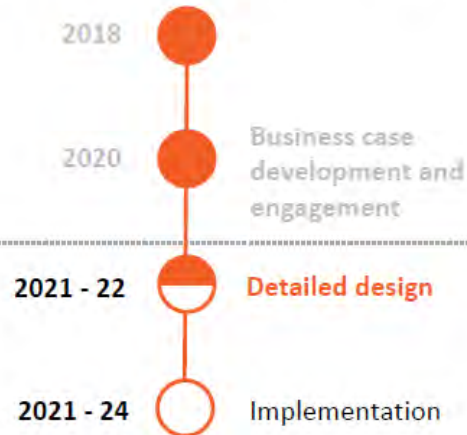 2018
2020
Business case
development and
engagement
2021 - 22 Detailed design
2021 - 24 Implementation